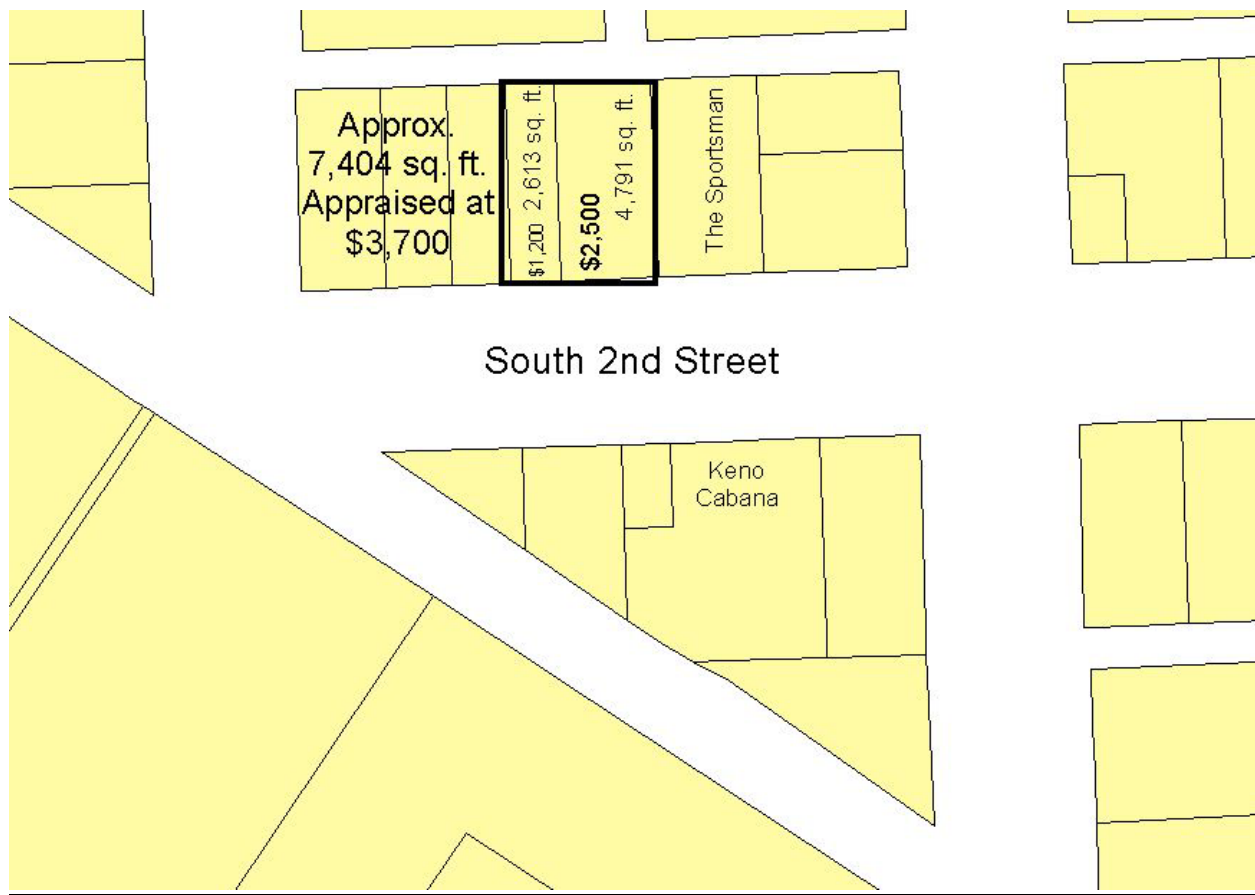 Approx.
7,404 sq. ft.
Appraised at
$3,700
$1,200 2,613 sq. ft.
$2,500
4,791 sq. ft.
The Sportsman
South 2nd Street
Keno
Cabana